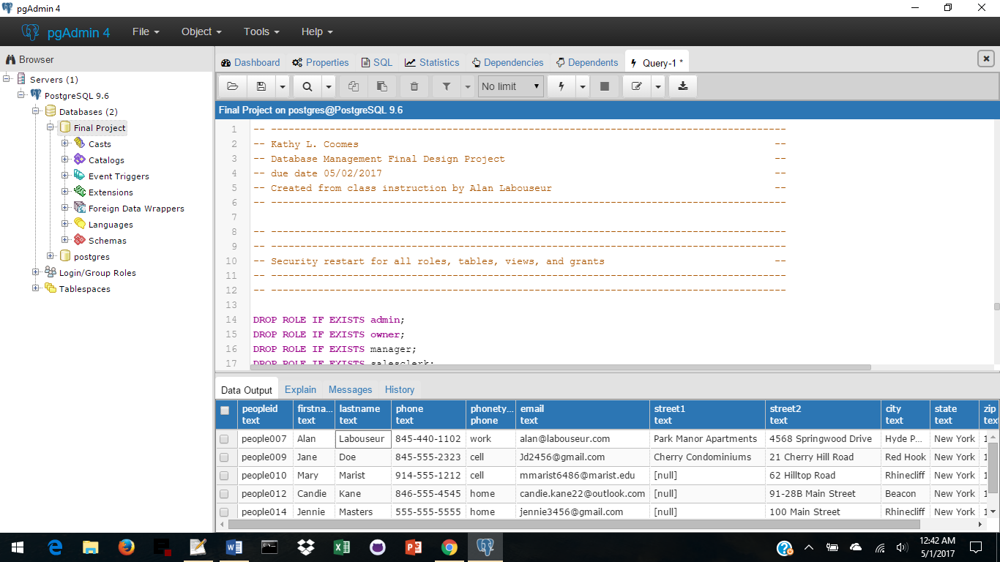 pgAdmin 4
pgAdmin 4 File Object Tools Help
Browser
Servers (1)
PostgreSQL 9.6
Databases (2)
Final Project
Casts
Catalogs
Event Triggers
Extensions
Foreign Data Wrappers
Languages
Schemas
postgres
Login/Group Roles
Tablespaces
Dashboard Properties SQL Statistics Dependencies Dependents Query-1 *
No limit
Final Project on postgres@PostgreSQL 9.6
1 -- ----------------------------------------------------------------------------------------
2 -- Kathy L. Coomes --
3 -- Database Management Final Design Project --
4 -- due date 05/02/2017 --
5 -- Created from class instruction by Alan Labouseur --
6 -- ----------------------------------------------------------------------------------------
7
8 -- ----------------------------------------------------------------------------------------
9 -- ----------------------------------------------------------------------------------------
10 -- Security restart for all roles, tables, views, and grants --
11 -- ----------------------------------------------------------------------------------------
12 -- ----------------------------------------------------------------------------------------
13
14 DROP ROLE IF EXISTS admin;
15 DROP ROLE IF EXISTS owner;
16 DROP ROLE IF EXISTS manager;
17 DROP ROLE IF EXISTS salesclerk;
Data Output Explain Messages History
peopleid firstna... lastname phone phonety... email street1 street2 city state zip
text text text text phone text text text text text text
people007 Alan Labouseur 845-440-1102 work alan@labouseur.com Park Manor Apartments 4568 Springwood Drive Hyde P... New York 1
people009 Jane Doe 845-555-2323 cell Jd2456@gmail.com Cherry Condominiums 21 Cherry Hill Road Red Hook New York 1
people010 Mary Marist 914-555-1212 cell mmarist6486@marist.edu [null] 62 Hilltop Road Rhinecliff New York 1
people012 Candie Kane 846-555-4545 home candie.kane22@outlook.com [null] 91-28B Main Street Beacon New York 1
people014 Jennie Masters 555-555-5555 home jennie3456@gmail.com [null] 100 Main Street Rhinecliff New York 1
12:42 AM
5/1/2017